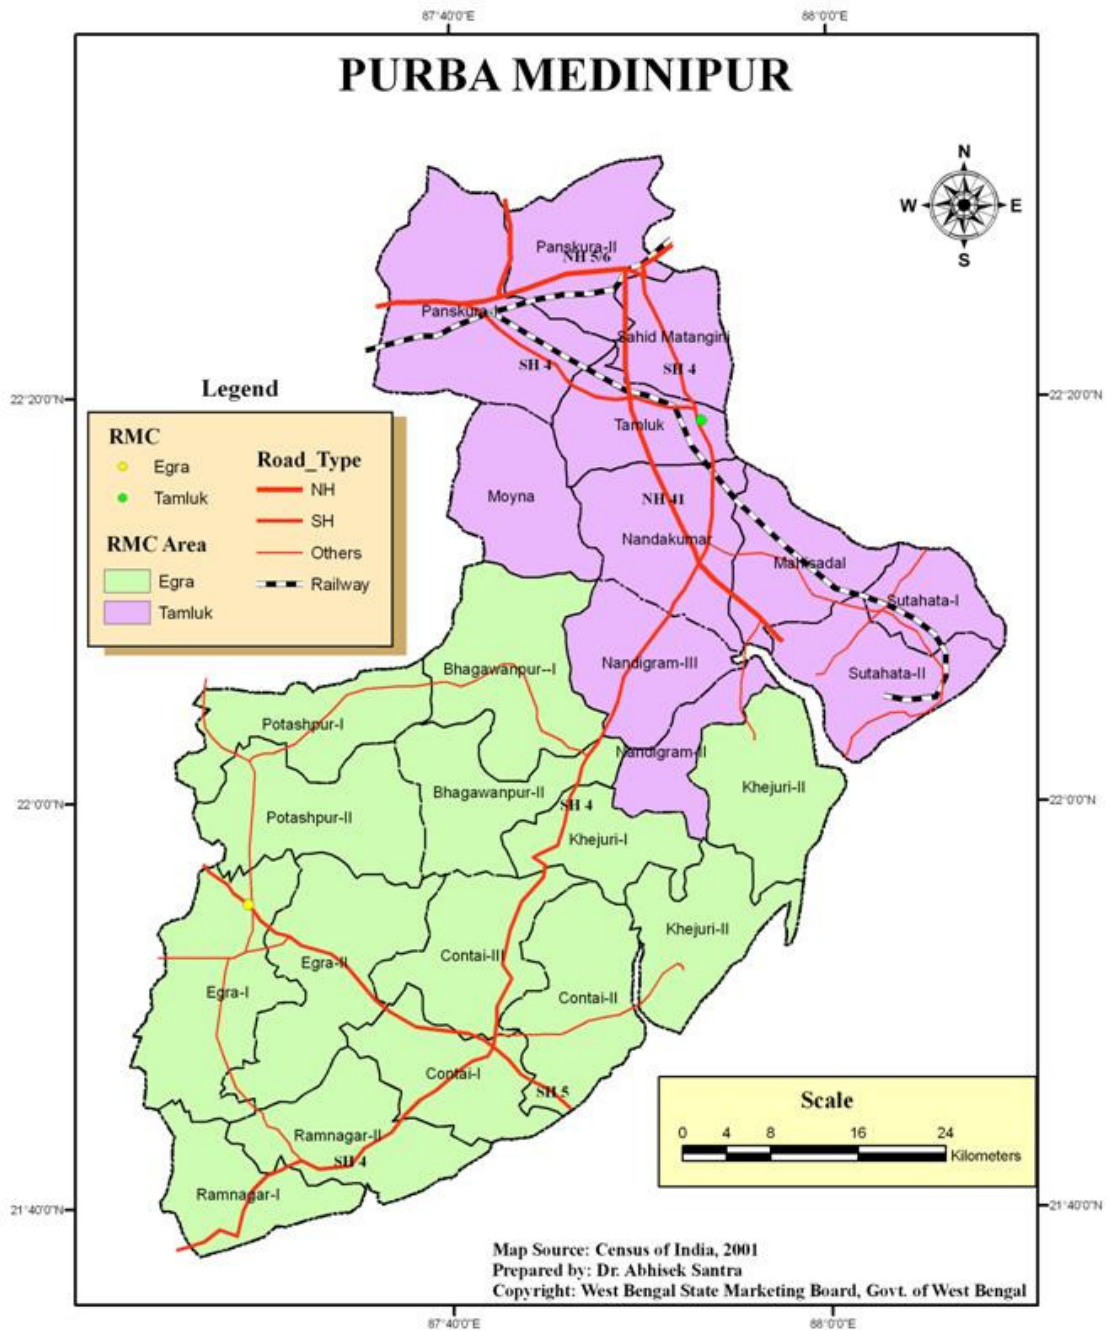 87°40'0"E
88°0'0"E
PURBA MEDINIPUR
N
W
E
S
Panskura-II
NH 5/6
Panskura-I
Sahid Matangini
SH 4
SH 4
22°20'0"N
22°20'0"N
Legend
RMC
Egra
Tamluk
RMC Area
Egra
Tamluk
Road_Type
NH
SH
Others
Railway
Tamluk
Moyna
NH 41
Nandakumar
Mahisadal
Sutahata-I
Nandigram-III
Sutahata-II
Bhagawanpur--I
Potashpur-I
Nandigram-II
Khejuri-II
Bhagawanpur-II
SH 4
22°0'0"N
22°0'0"N
Potashpur-II
Khejuri-I
Khejuri-II
Contai-III
Egra-II
Egra-I
Contai-II
Contai-I
SH 5
Ramnagar-II
SH 4
Ramnagar-I
Scale
0 4 8 16 24
Kilometers
21°40'0"N
21°40'0"N
Map Source: Census of India, 2001
Prepared by: Dr. Abhisek Santra
Copyright: West Bengal State Marketing Board, Govt. of West Bengal
87°40'0"E
88°0'0"E